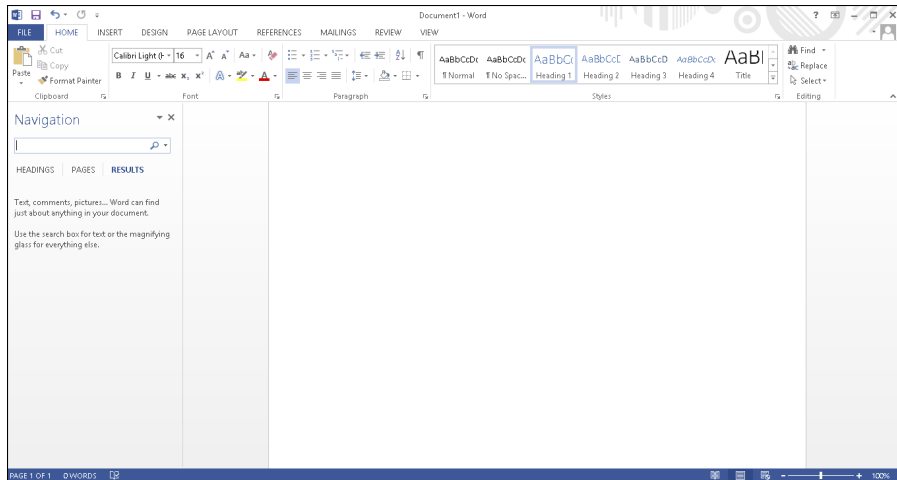 Document1 - Word
FILE HOME INSERT DESIGN PAGE LAYOUT REFERENCES MAILINGS REVIEW VIEW
Paste
Cut
Copy
Format Painter
Calibri Light (H 16
AaBbCcDc AaBbCcDc AaBbCc AaBbCcE AaBbCcD AaBbCcDc AaBI
¶ Normal ¶ No Spac... Heading 1 Heading 2 Heading 3 Heading 4 Title
Find
Replace
Select
Clipboard Font Paragraph Styles Editing
Navigation
HEADINGS PAGES RESULTS
Text, comments, pictures... Word can find
just about anything in your document.
Use the search box for text or the magnifying
glass for everything else.
PAGE 1 OF 1 0 WORDS 100%